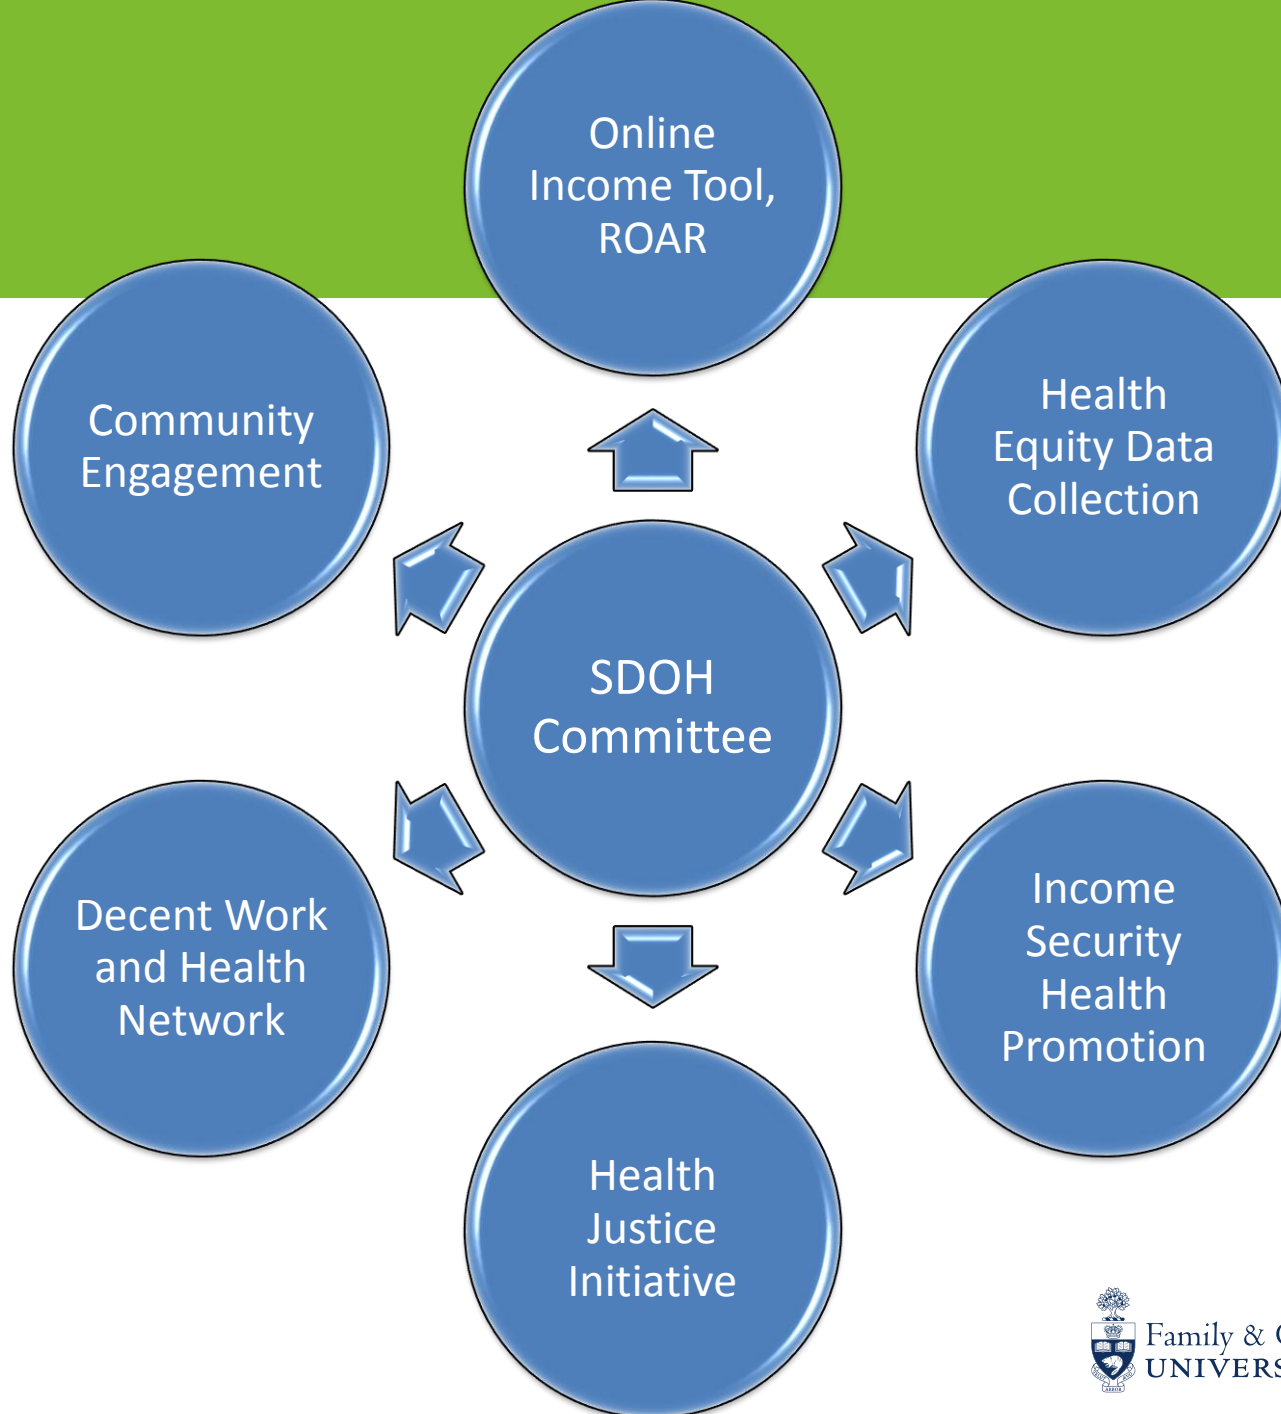 Online
Income Tool,
ROAR
Health
Equity Data
Collection
Income
Security
Health
Promotion
Health
Justice
Initiative
Decent Work
and Health
Network
Community
Engagement
SDOH
Committee
Family &